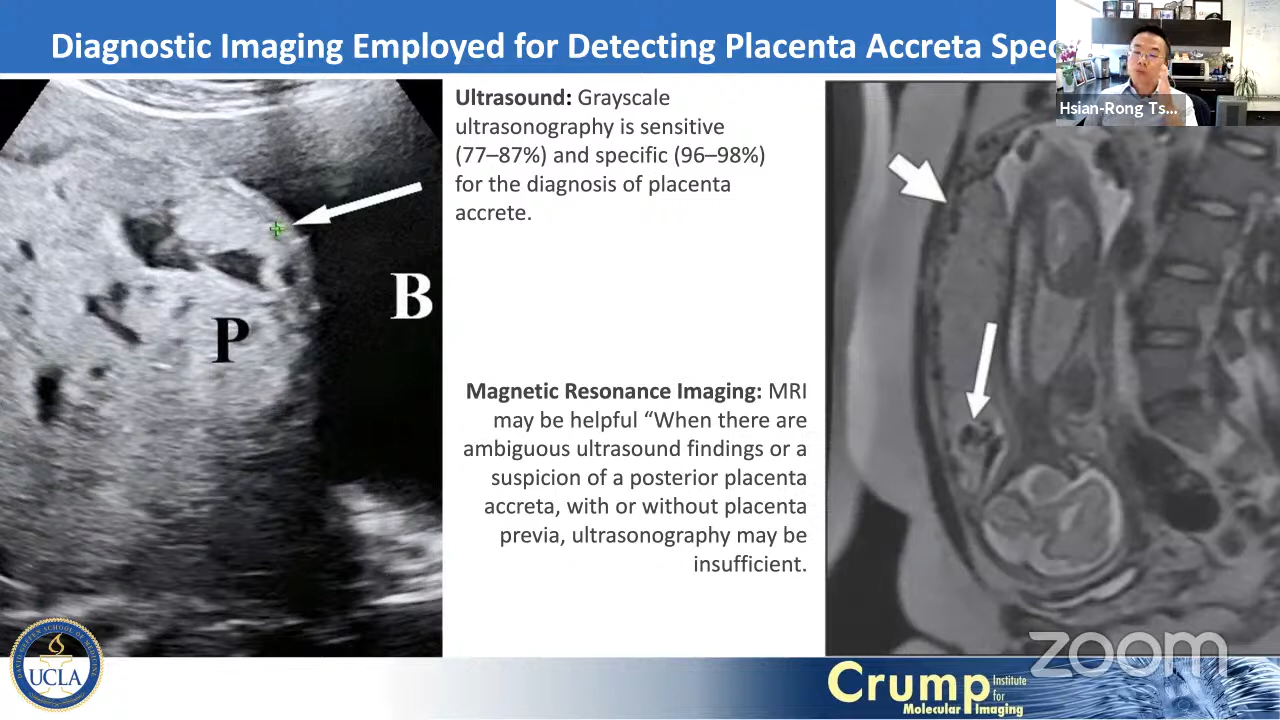 Diagnostic Imaging Employed for Detecting Placenta Accreta Spec
Hsian-Rong Ts...
Ultrasound: Grayscale
ultrasonography is sensitive
(77–87%) and specific (96–98%)
for the diagnosis of placenta
accrete.
B
P
Magnetic Resonance Imaging: MRI
may be helpful “When there are
ambiguous ultrasound findings or a
suspicion of a posterior placenta
accreta, with or without placenta
previa, ultrasonography may be
insufficient.
UCLA
zoom
Crump Institute
for
Molecular Imaging